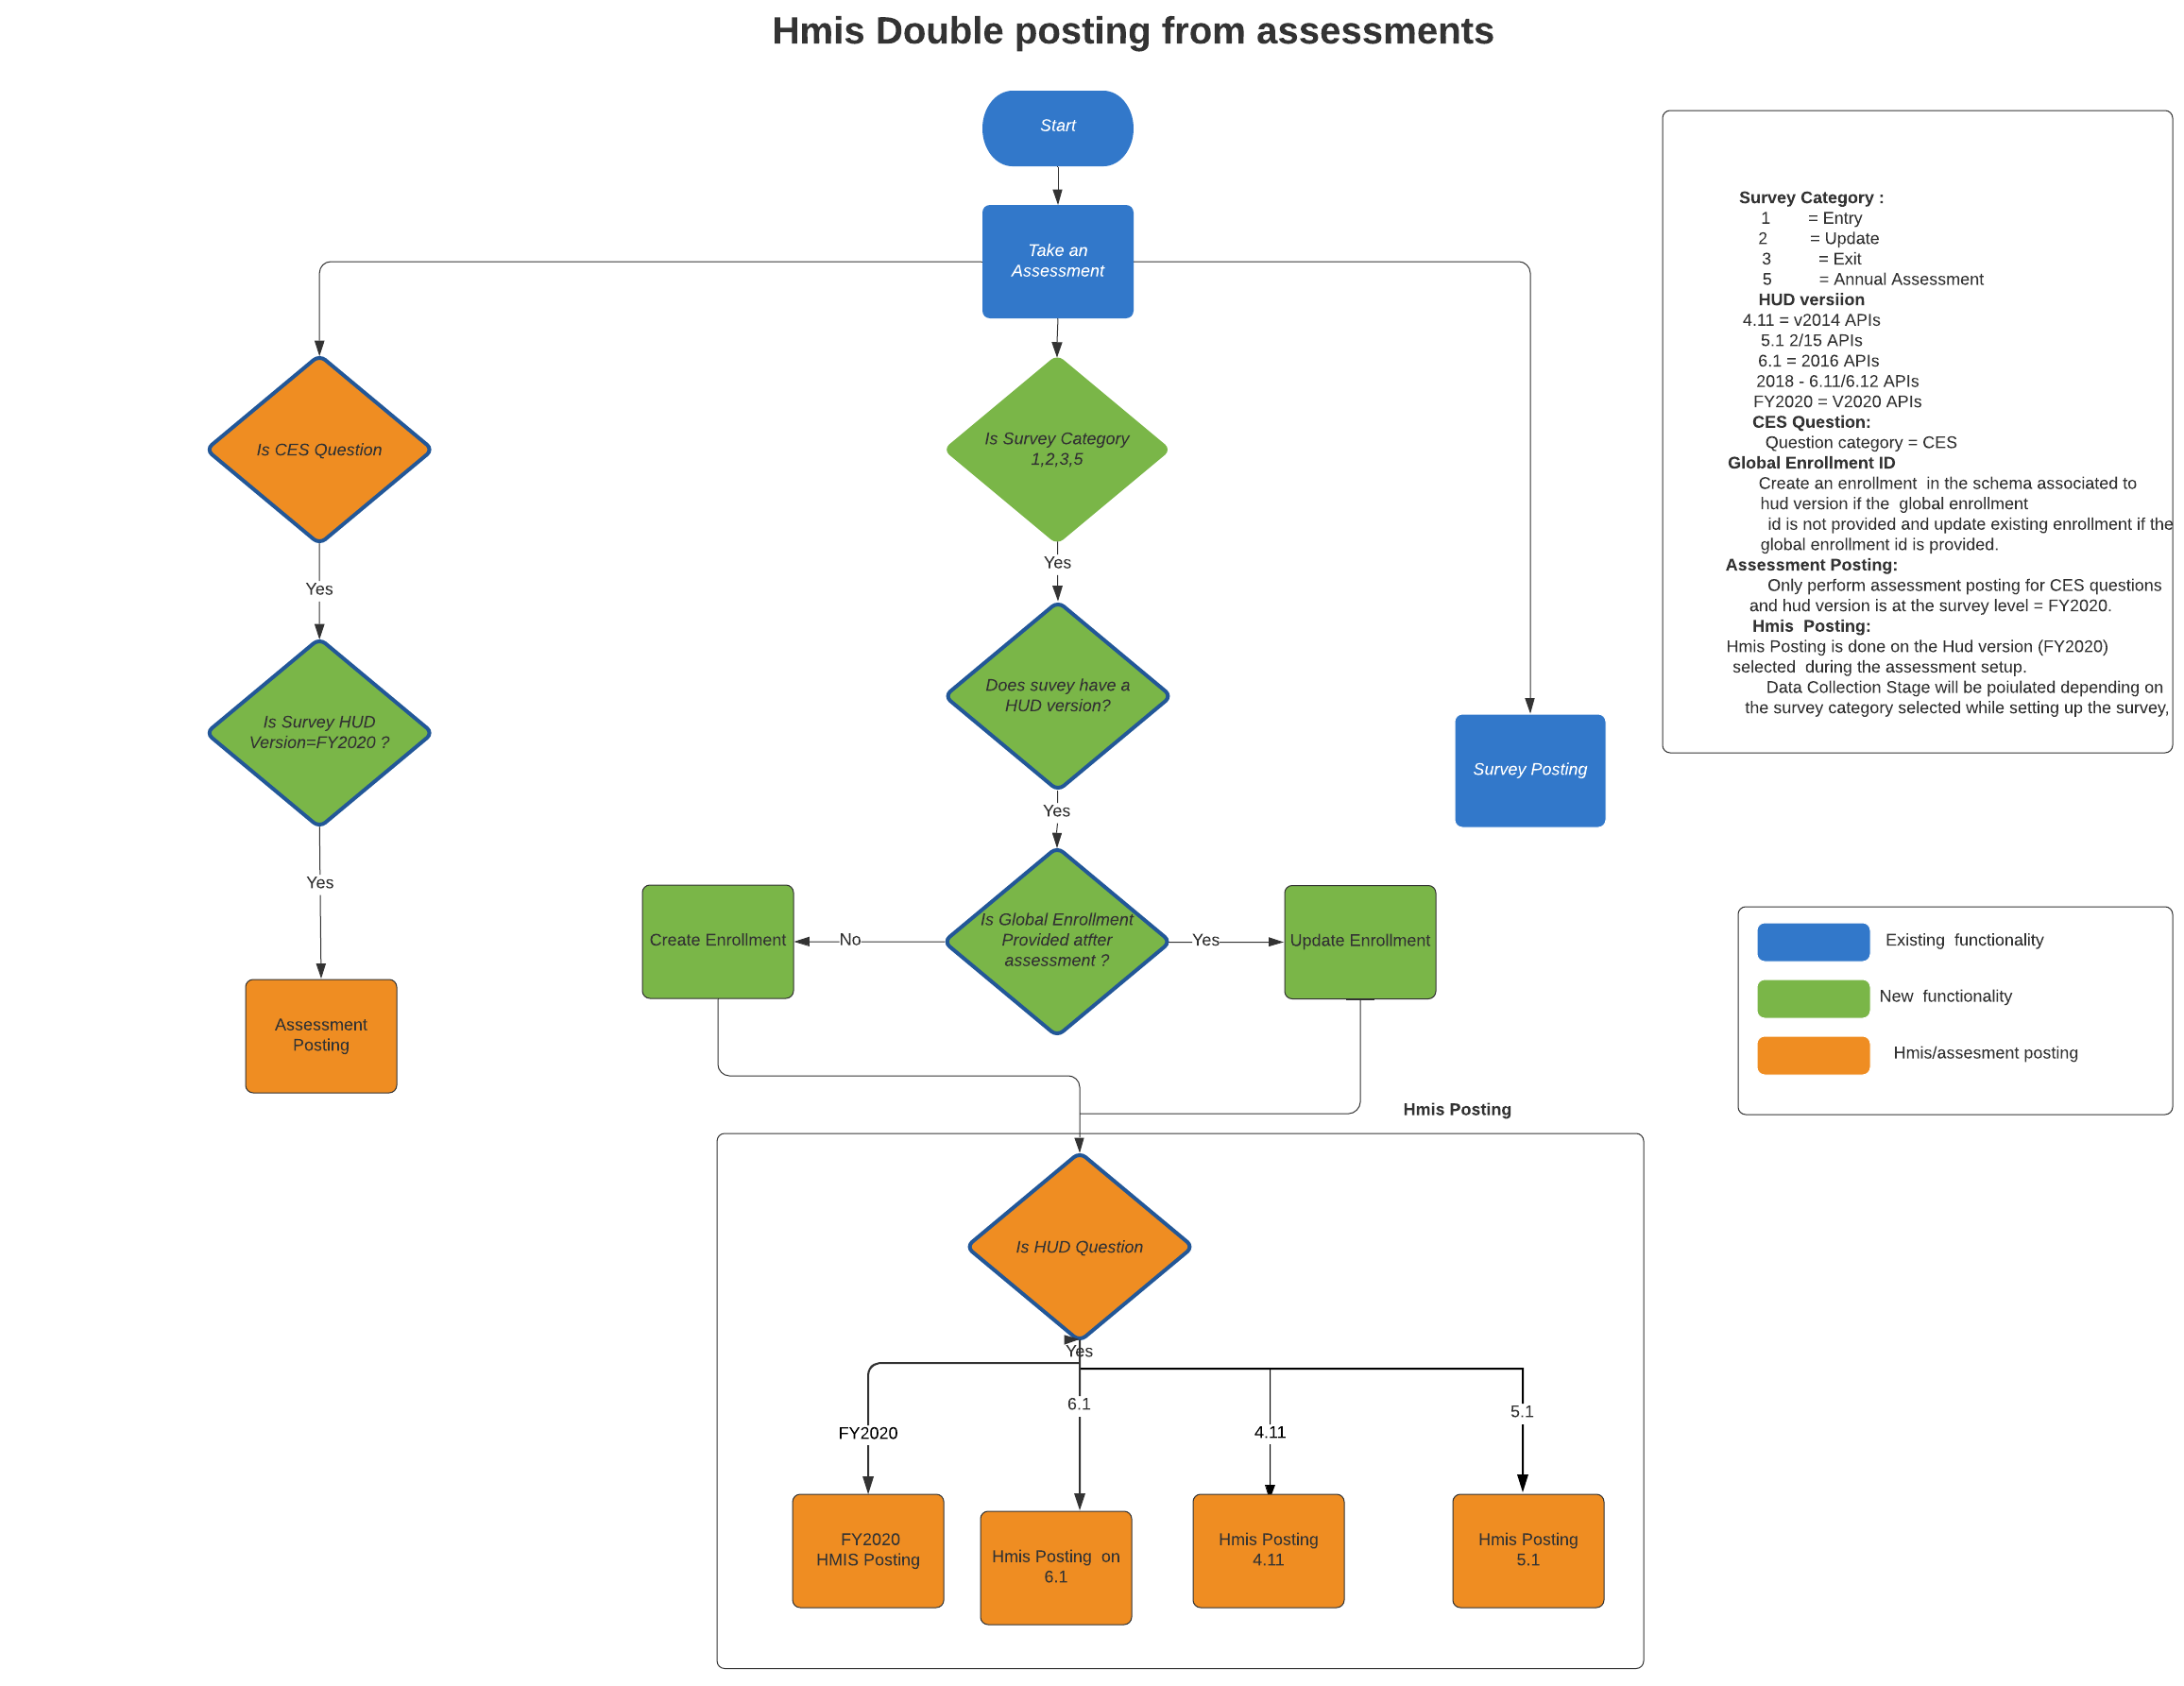 Hmis Double posting from assessments
Start
Take an
Assessment
Is CES Question
Yes
Is Survey HUD
Version=FY2020 ?
Yes
Assessment
Posting
Is Survey Category
1,2,3,5
Yes
Does suvey have a
HUD version?
Yes
Is Global Enrollment
Provided atfter
assessment ?
No
Create Enrollment
Yes
Update Enrollment
Survey Posting
Hmis Posting
Is HUD Question
Yes
FY2020
6.1
4.11
5.1
FY2020
HMIS Posting
Hmis Posting on
6.1
Hmis Posting
4.11
Hmis Posting
5.1
Survey Category :
1 = Entry
2 = Update
3 = Exit
5 = Annual Assessment
HUD versiion
4.11 = v2014 APIs
5.1 2/15 APIs
6.1 = 2016 APIs
2018 - 6.11/6.12 APIs
FY2020 = V2020 APIs
CES Question:
Question category = CES
Global Enrollment ID
Create an enrollment in the schema associated to
hud version if the global enrollment
id is not provided and update existing enrollment if the
global enrollment id is provided.
Assessment Posting:
Only perform assessment posting for CES questions
and hud version is at the survey level = FY2020.
Hmis Posting:
Hmis Posting is done on the Hud version (FY2020)
selected during the assessment setup.
Data Collection Stage will be poiulated depending on
the survey category selected while setting up the survey,
Existing functionality
New functionality
Hmis/assesment posting